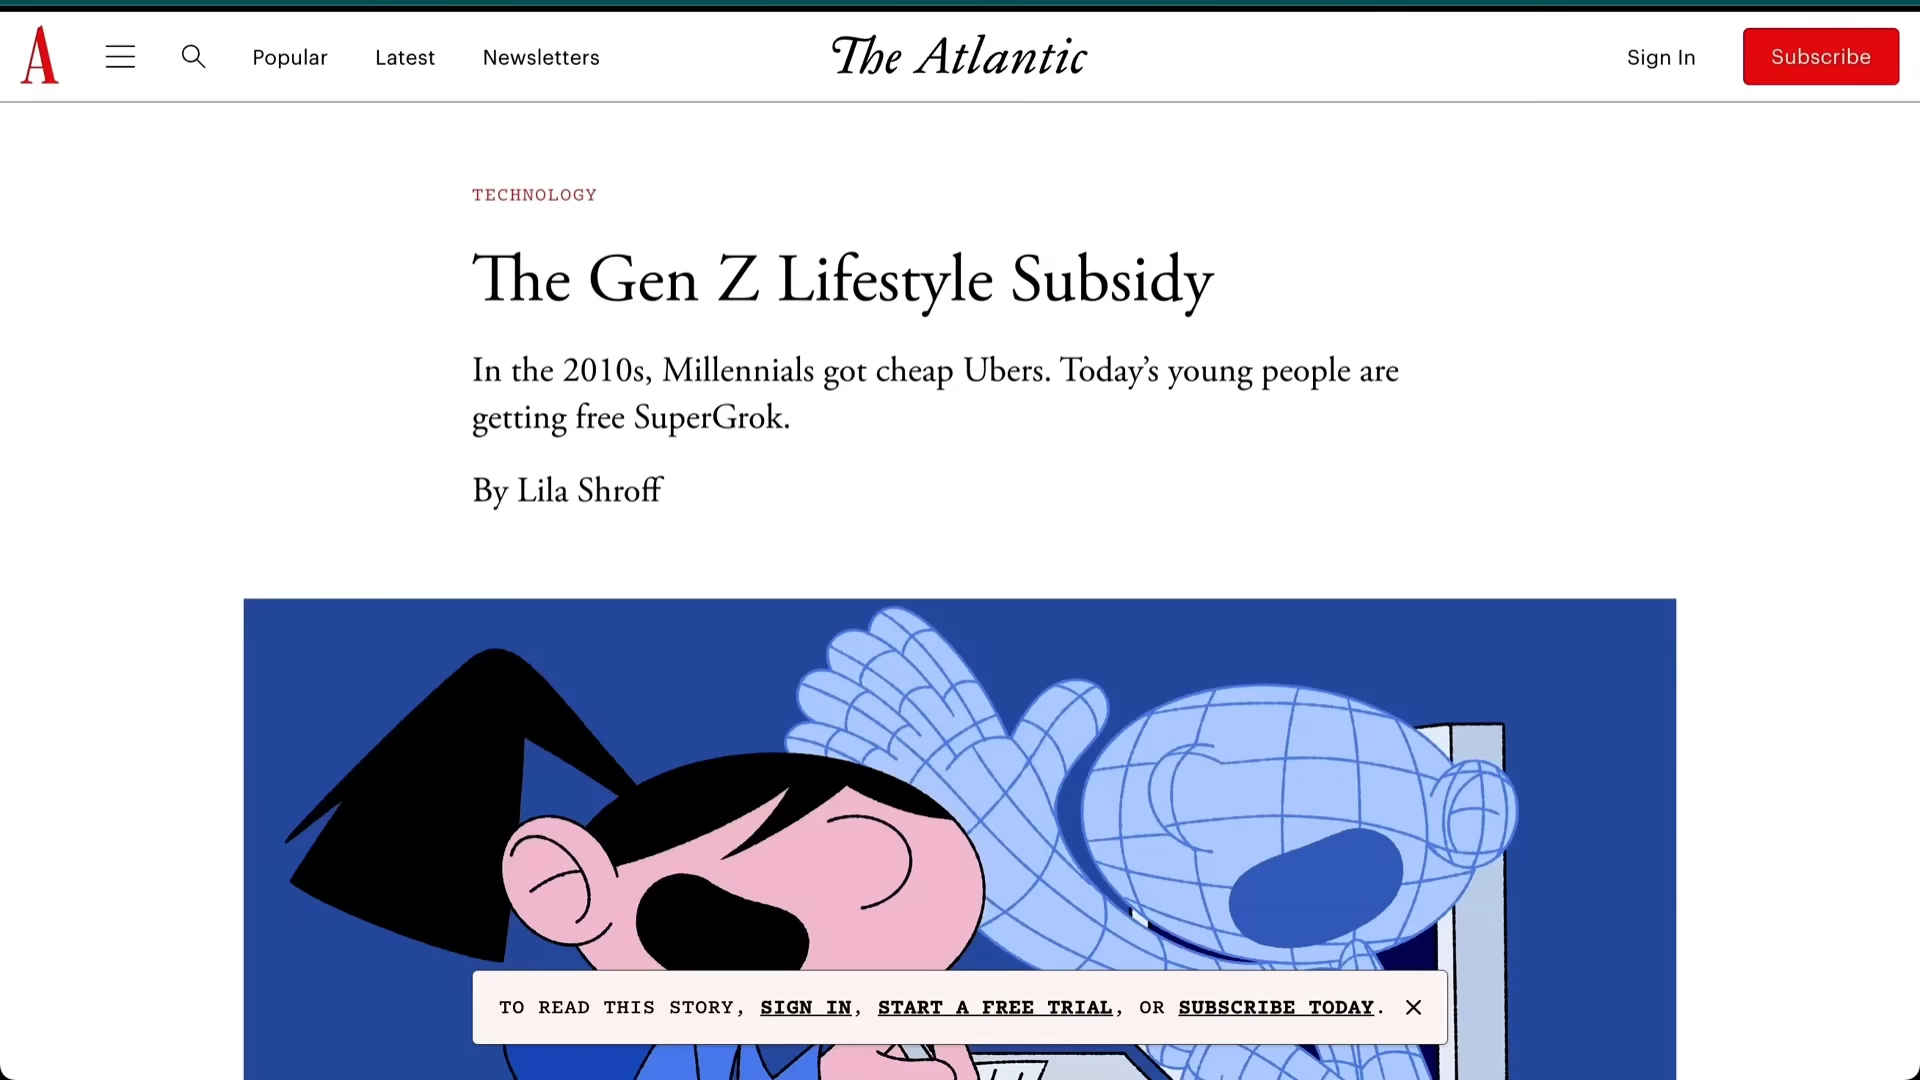 A
Popular
Latest
Newsletters
The Atlantic
Sign In
Subscribe
TECHNOLOGY
The Gen Z Lifestyle Subsidy
In the 2010s, Millennials got cheap Ubers. Today’s young people are
getting free SuperGrok.
By Lila Shroff
TO READ THIS STORY, SIGN IN, START A FREE TRIAL, OR SUBSCRIBE TODAY.